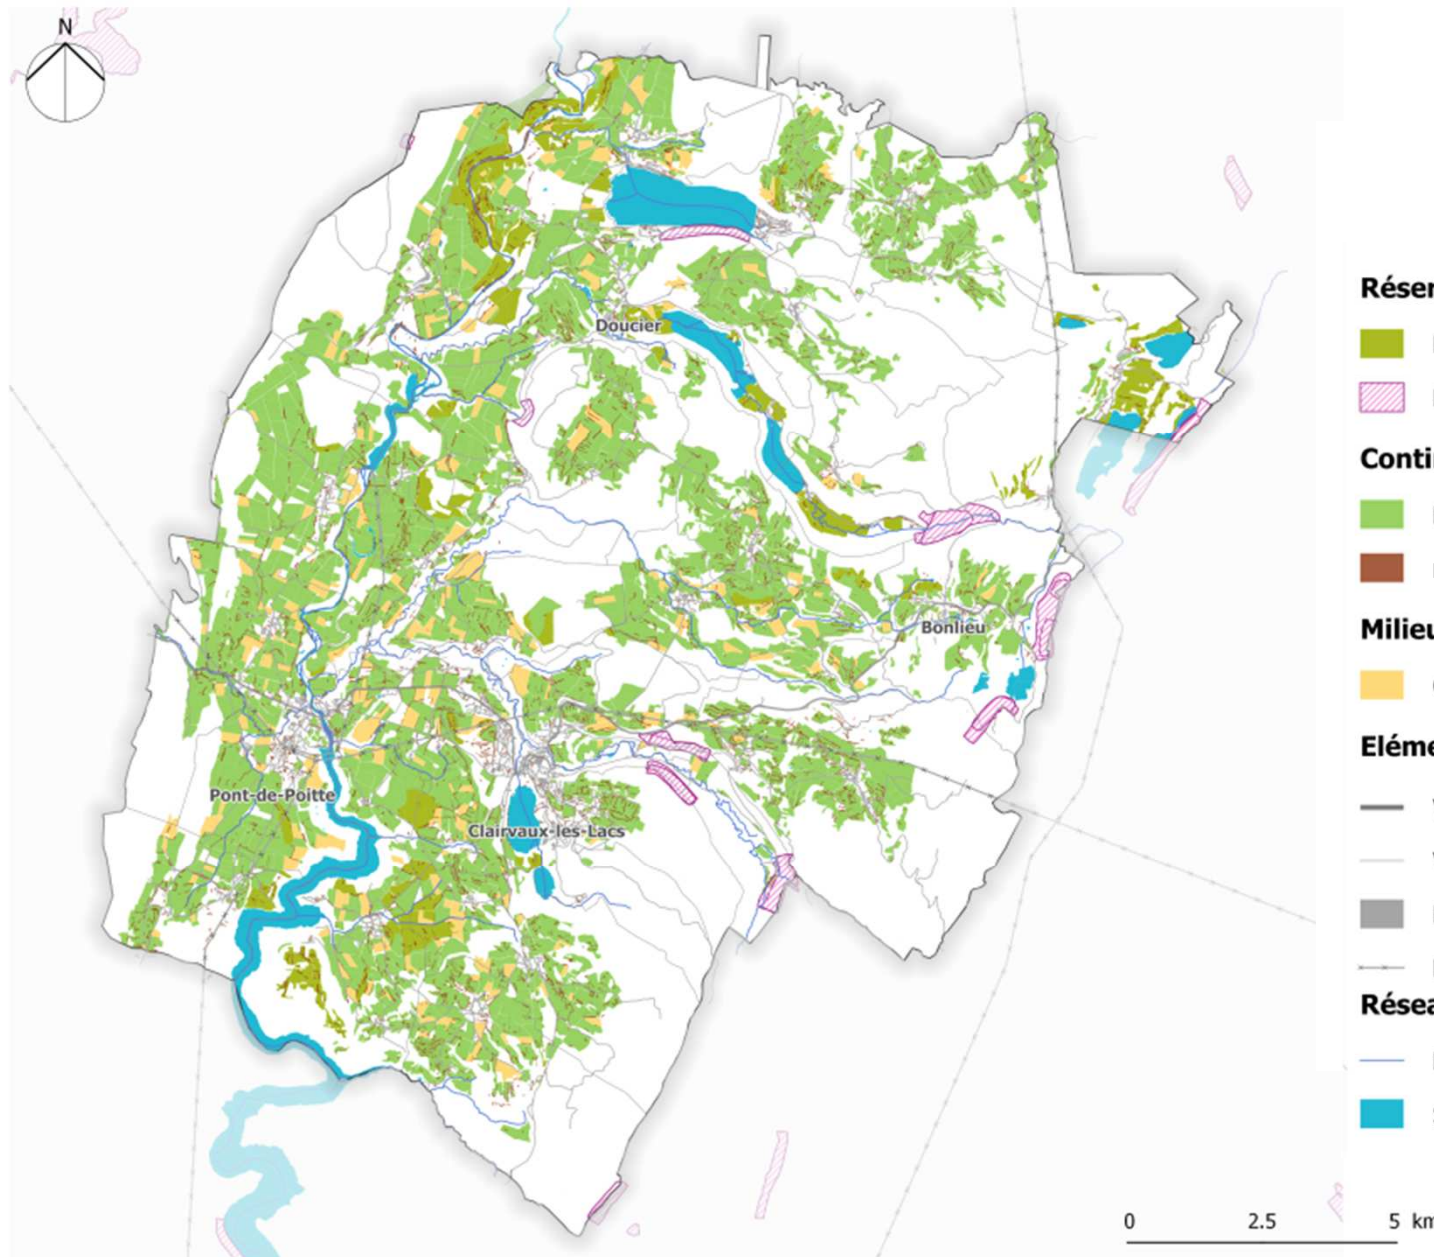 N
Doucier
Bonlieu
Pont-de-Poitte
Clairvaux-les-Lacs
Réser
Conti
Milieu
Eléme
Résea
0 2.5 5 km